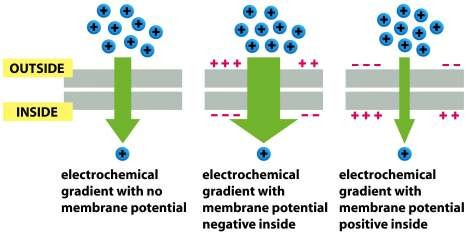 OUTSIDE
+ + +
+ +
– – –
– –
INSIDE
– – –
– –
+ + +
+ +
electrochemical
gradient with no
membrane potential
electrochemical
gradient with
membrane potential
negative inside
electrochemical
gradient with
membrane potential
positive inside